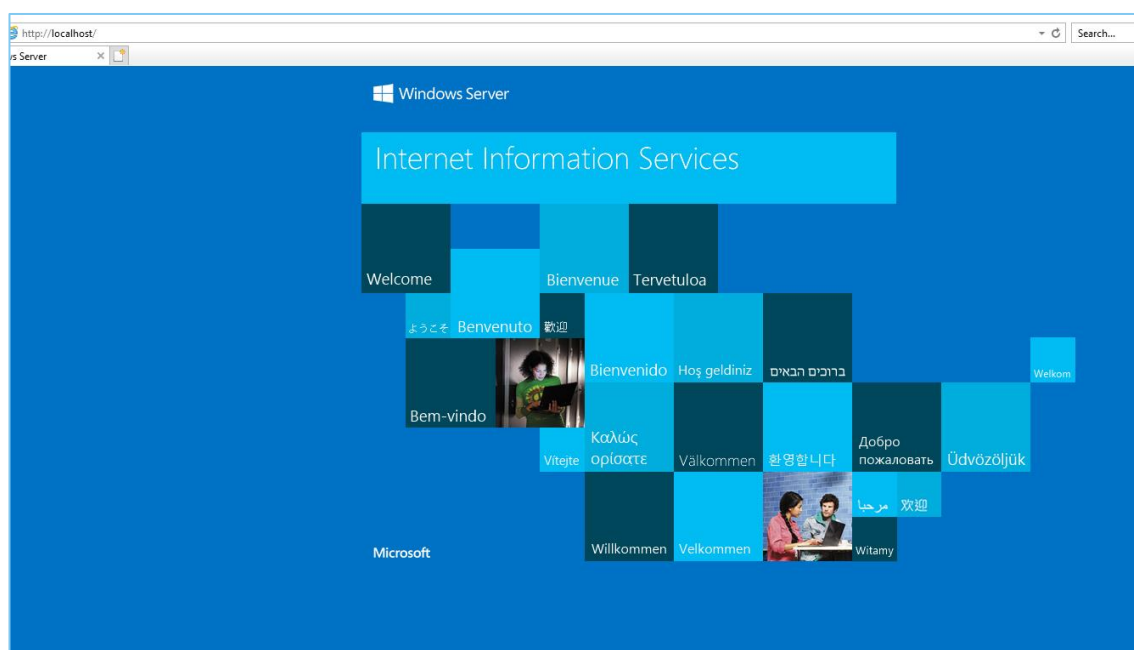 http://localhost/
Search...
vs Server
Windows Server
Internet Information Services
Welcome
Bienvenue
Tervetuloa
ようこそ
Benvenuto
歡迎
Bienvenido
Hoş geldiniz
ברוכים הבאים
Welkom
Bem-vindo
Vítejte
Καλώς
ορίσατε
Välkommen
환영합니다
Добро
пожаловать
Üdvözöljük
مرحبا
欢迎
Microsoft
Willkommen
Velkommen
Witamy